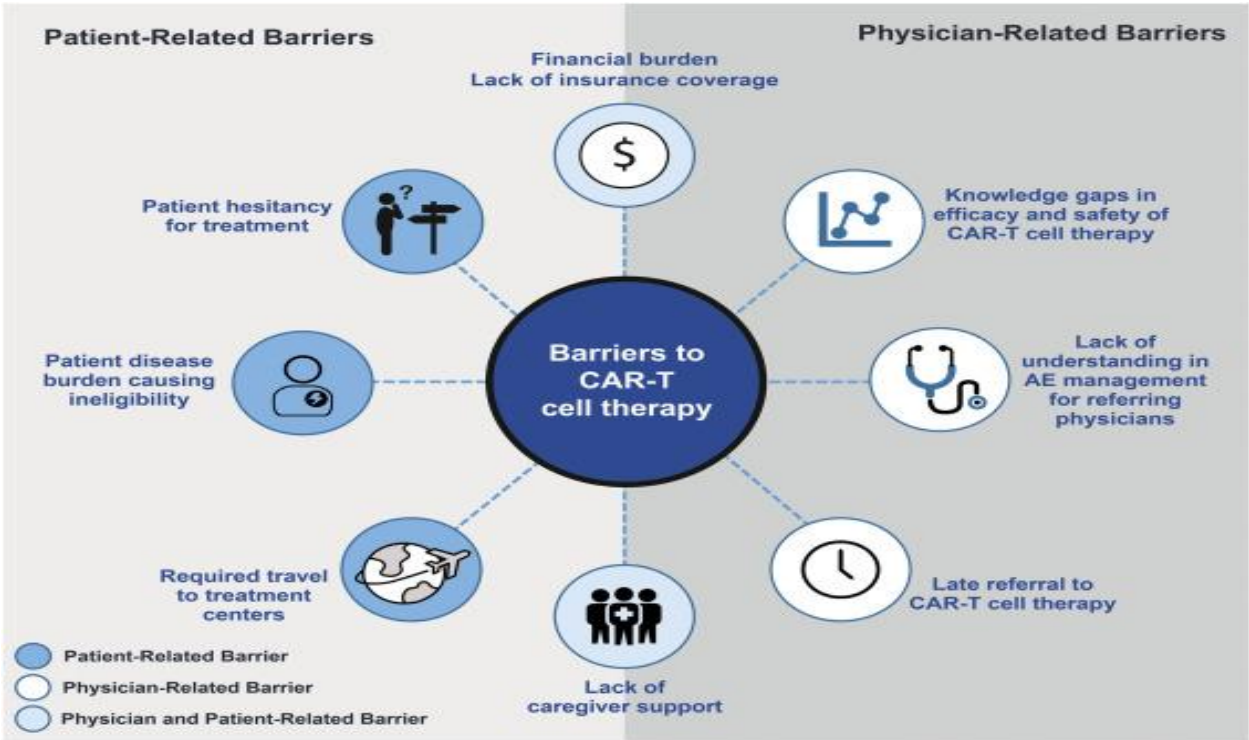 Patient-Related Barriers
Physician-Related Barriers
Financial burden
Lack of insurance coverage
$
Patient hesitancy
for treatment
?
Knowledge gaps in
efficacy and safety of
CAR-T cell therapy
Patient disease
burden causing
ineligibility
Barriers to
CAR-T
cell therapy
Lack of
understanding in
AE management
for referring
physicians
Required travel
to treatment
centers
Late referral to
CAR-T cell therapy
Lack of
caregiver support
Patient-Related Barrier
Physician-Related Barrier
Physician and Patient-Related Barrier